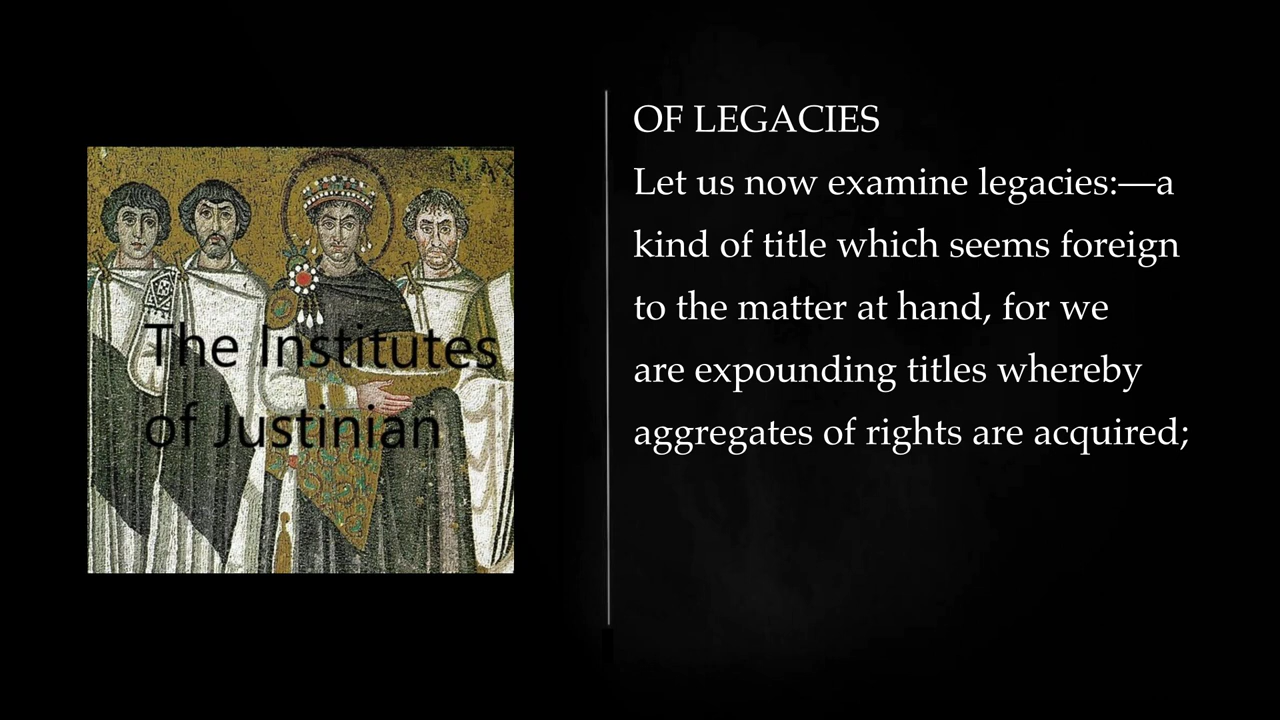 The Institutes
of Justinian
OF LEGACIES
Let us now examine legacies:—a
kind of title which seems foreign
to the matter at hand, for we
are expounding titles whereby
aggregates of rights are acquired;